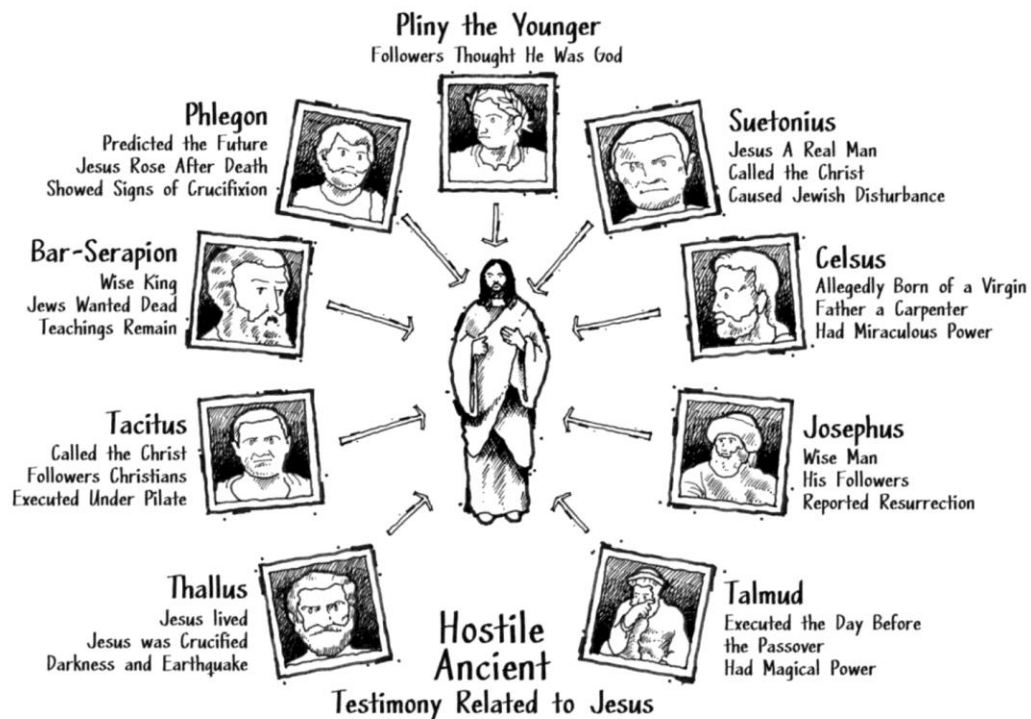 Pliny the Younger
Followers Thought He Was God
Phlegon
Predicted the Future
Jesus Rose After Death
Showed Signs of Crucifixion
Suetonius
Jesus A Real Man
Called the Christ
Caused Jewish Disturbance
Bar-Serapion
Wise King
Jews Wanted Dead
Teachings Remain
Celsus
Allegedly Born of a Virgin
Father a Carpenter
Had Miraculous Power
Tacitus
Called the Christ
Followers Christians
Executed Under Pilate
Josephus
Wise Man
His Followers
Reported Resurrection
Thallus
Jesus lived
Jesus was Crucified
Darkness and Earthquake
Talmud
Executed the Day Before
the Passover
Had Magical Power
Hostile
Ancient
Testimony Related to Jesus